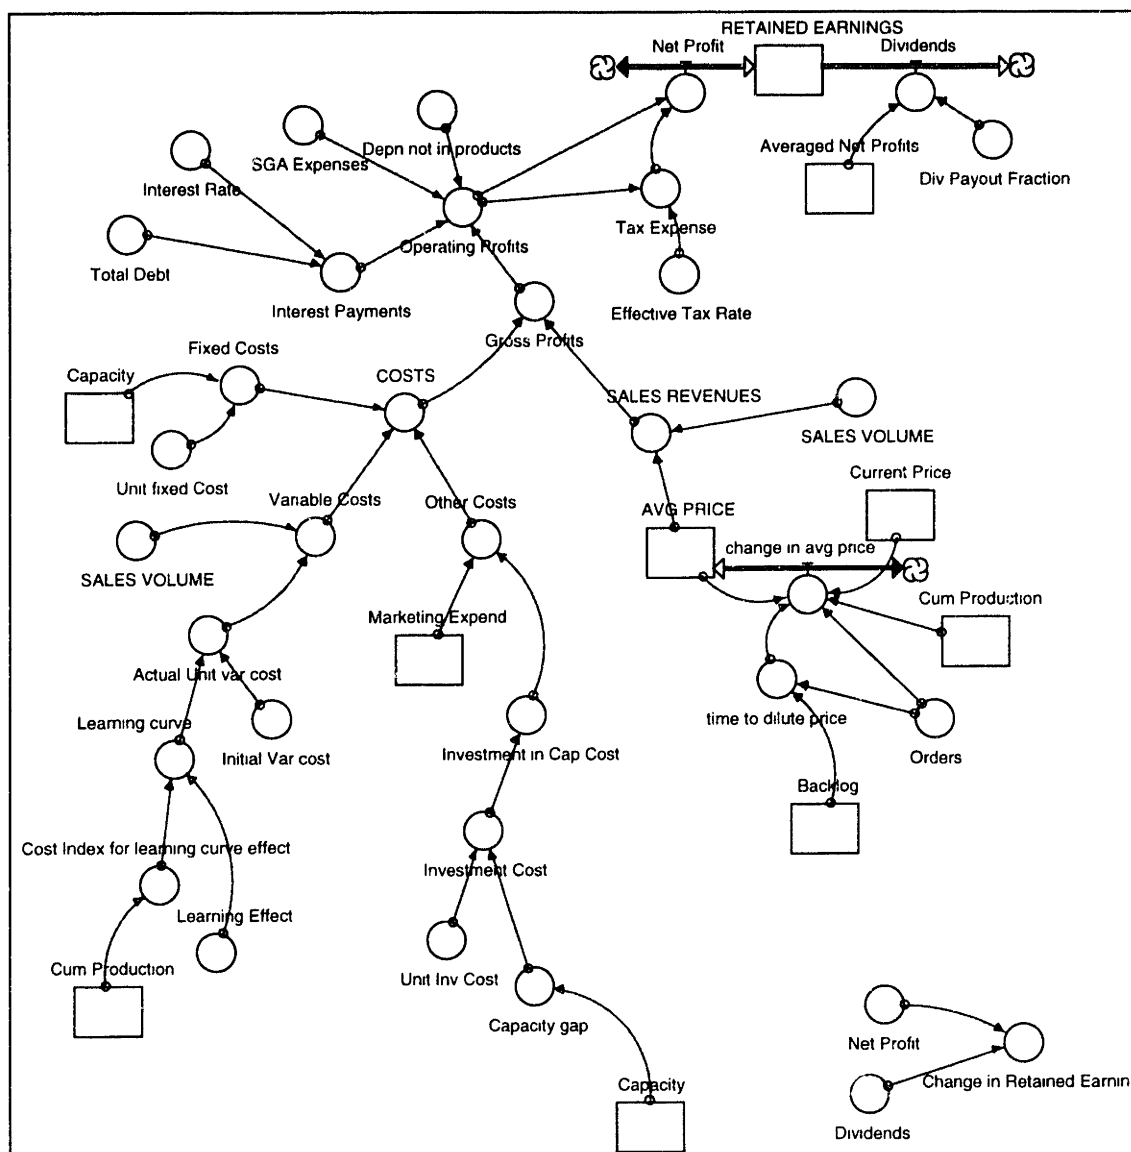 RETAINED EARNINGS
Net Profit
Dividends
Depn not in products
SGA Expenses
Averaged Net Profits
Interest Rate
Div Payout Fraction
Tax Expense
Operating Profits
Total Debt
Interest Payments
Effective Tax Rate
Gross Profits
Fixed Costs
Capacity
COSTS
SALES REVENUES
SALES VOLUME
Unit fixed Cost
Current Price
Variable Costs
Other Costs
AVG PRICE
change in avg price
SALES VOLUME
Cum Production
Marketing Expend
Actual Unit var cost
Learning curve
time to dilute price
Initial Var cost
Investment in Cap Cost
Orders
Backlog
Cost Index for learning curve effect
Investment Cost
Learning Effect
Cum Production
Unit Inv Cost
Capacity gap
Net Profit
Capacity
Change in Retained Earnin
Dividends